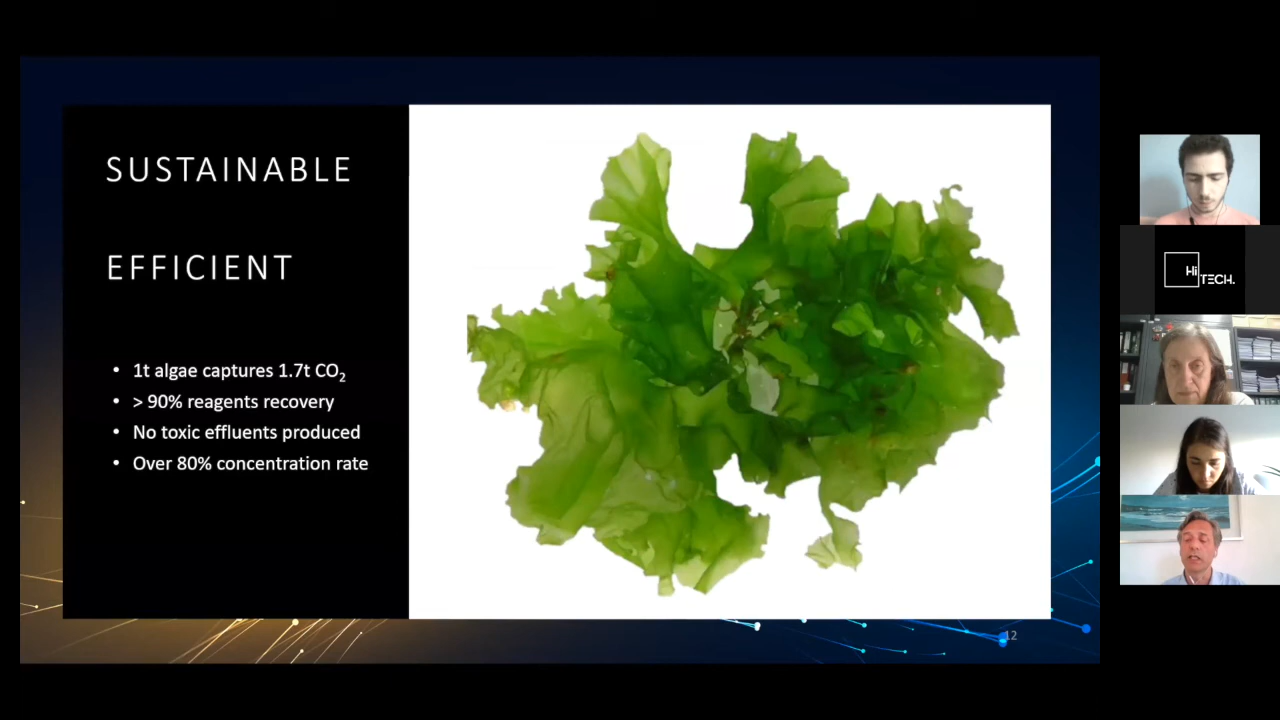 SUSTAINABLE
EFFICIENT
• 1t algae captures 1.7t CO₂
• > 90% reagents recovery
• No toxic effluents produced
• Over 80% concentration rate
12
Hi
TECH.